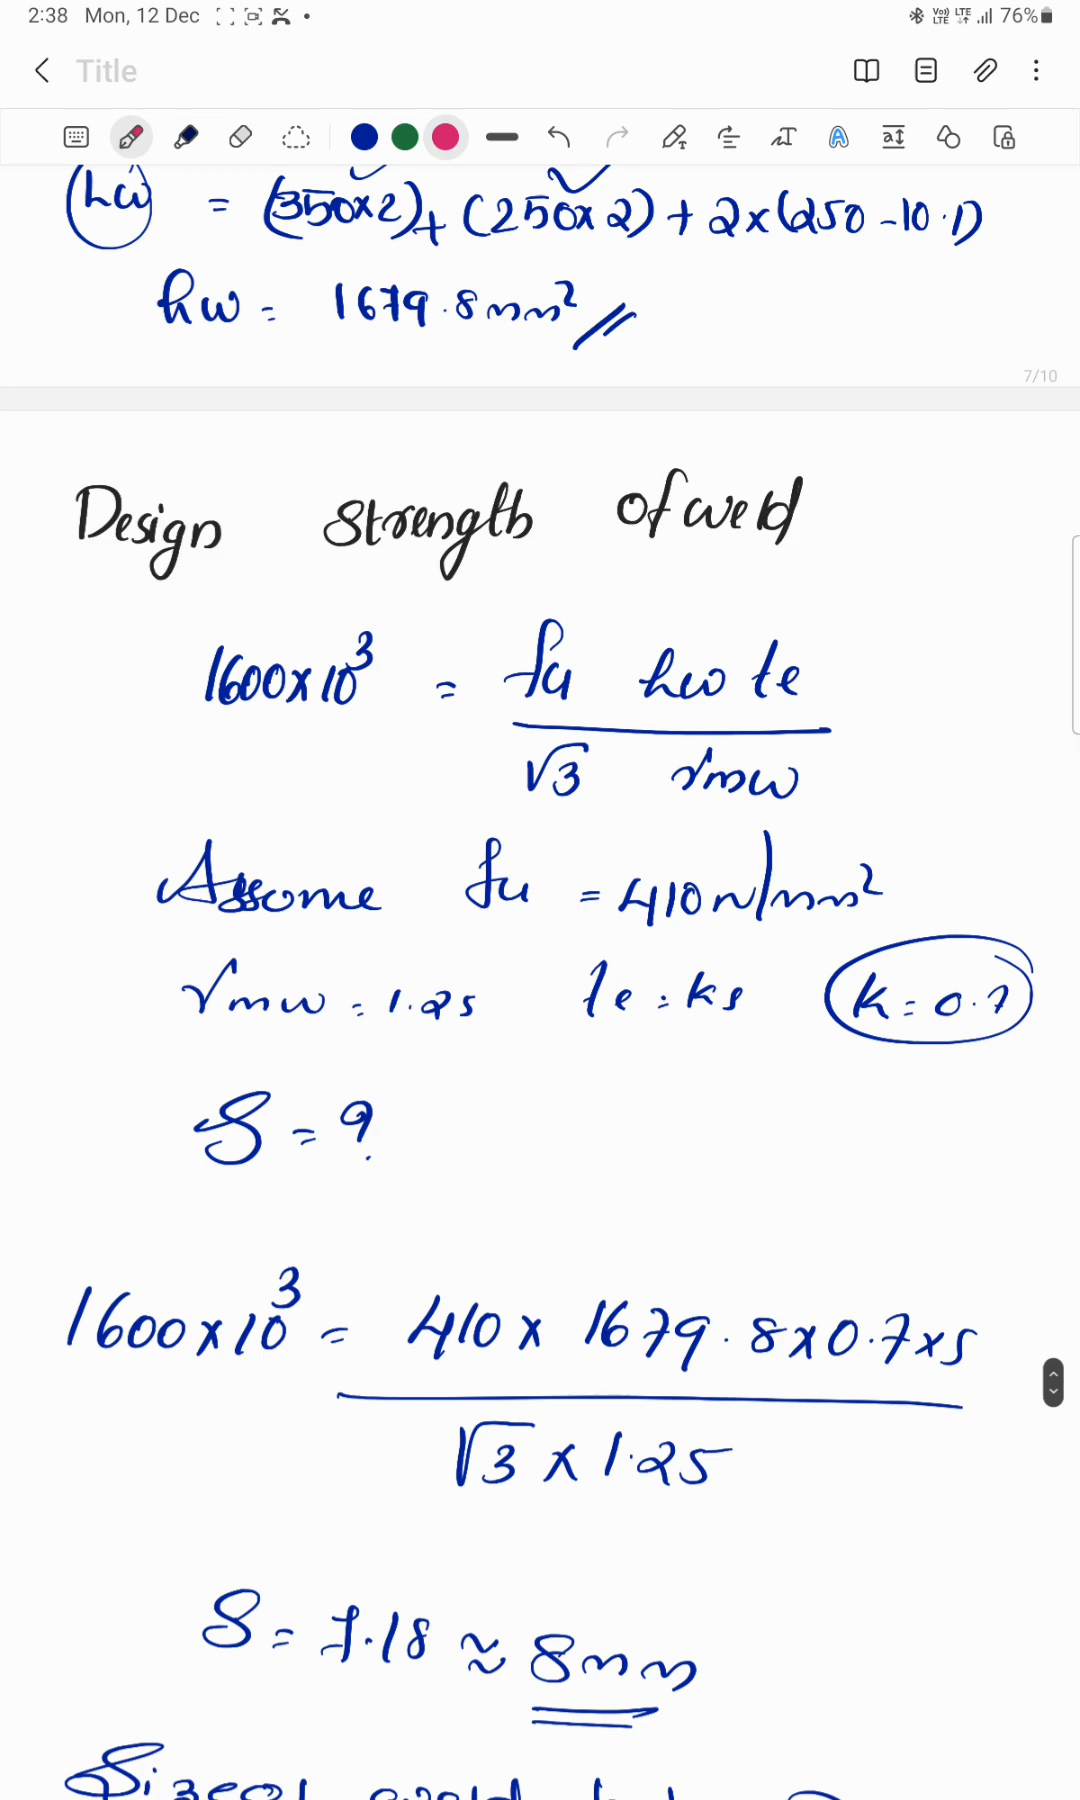 2:38 Mon, 12 Dec 76%
Title
(lw) = (350x2)+(250x2)+2x(250-10.1)
lw = 1679.8mm²
7/10
Design strength of weld
1600x10³ = fu lw te / √3 γmw
Assume fu = 410N/mm²
γmw = 1.25 te = ks k = 0.7
S = ?
1600x10³ = 410 x 1679.8x0.7xs / √3 x 1.25
S = 7.18 ≈ 8mm